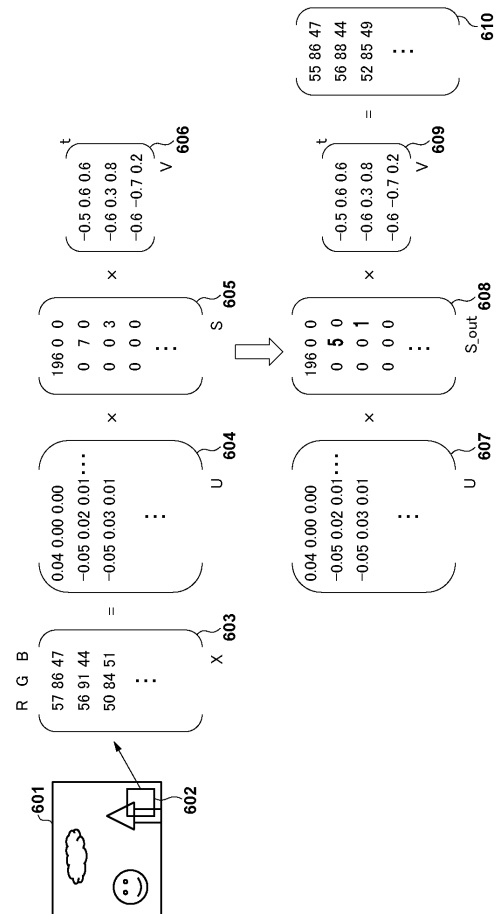 601
602
R G B
57 86 47
56 91 44
50 84 51
...
X
603
=
0.04 0.00 0.00
−0.05 0.02 0.01...
−0.05 0.03 0.01
...
U
604
×
196 0 0
0 7 0
0 0 3
0 0 0
...
S
605
×
−0.5 0.6 0.6
−0.6 0.3 0.8
−0.6 −0.7 0.2
t
V
606
0.04 0.00 0.00
−0.05 0.02 0.01...
−0.05 0.03 0.01
...
U
607
×
196 0 0
0 5 0
0 0 1
0 0 0
...
S_out
608
×
−0.5 0.6 0.6
−0.6 0.3 0.8
−0.6 −0.7 0.2
t
V
609
=
55 86 47
56 88 44
52 85 49
...
610